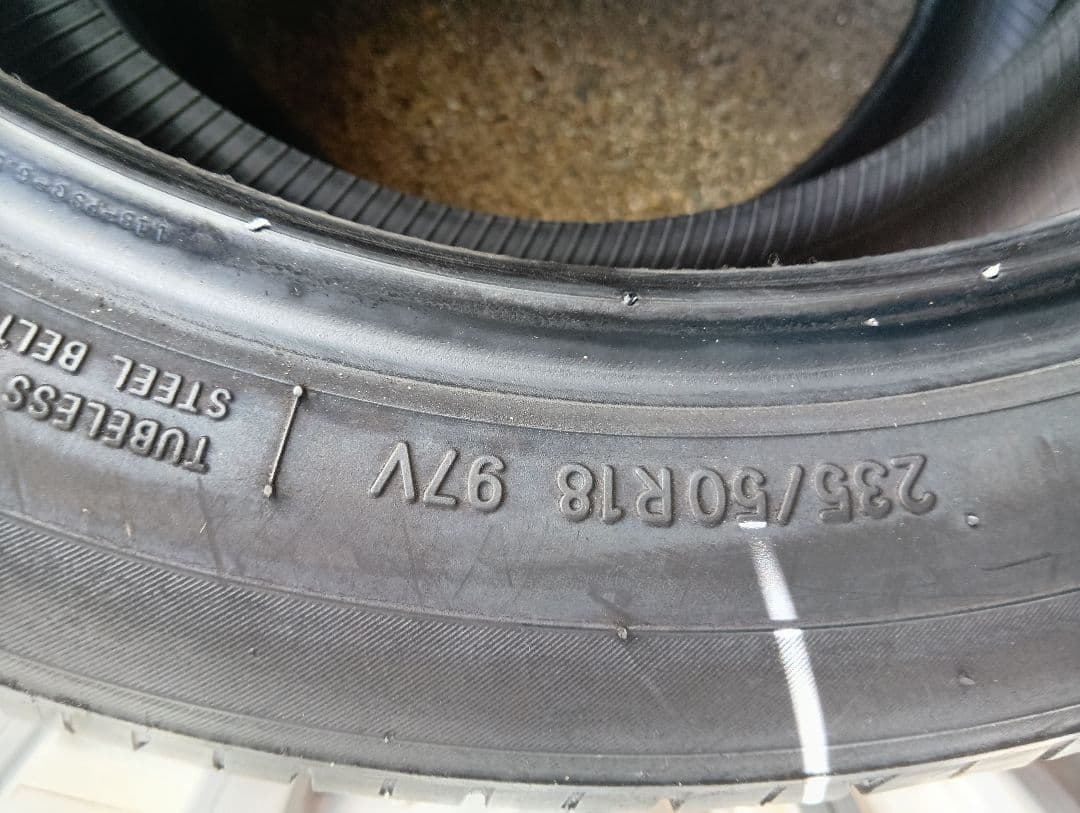 235/50R18 97V
TUBELESS
STEEL BELT